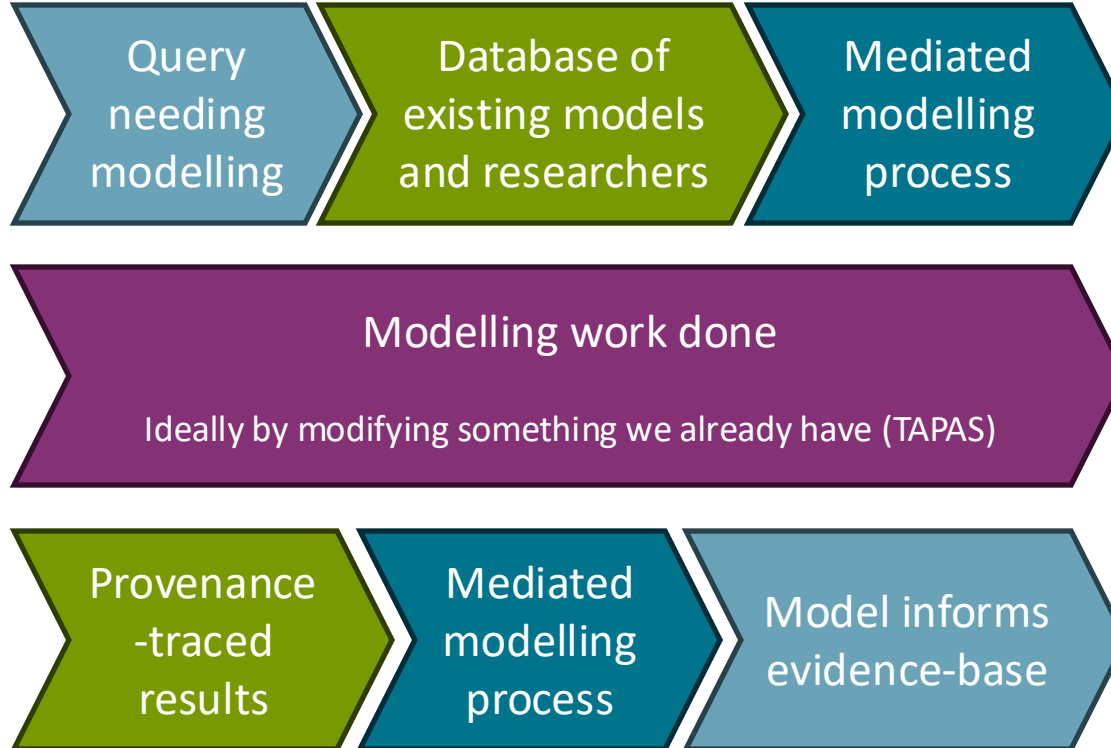 Query
needing
modelling
Database of
existing models
and researchers
Mediated
modelling
process
Modelling work done
Ideally by modifying something we already have (TAPAS)
Provenance
-traced
results
Mediated
modelling
process
Model informs
evidence-base